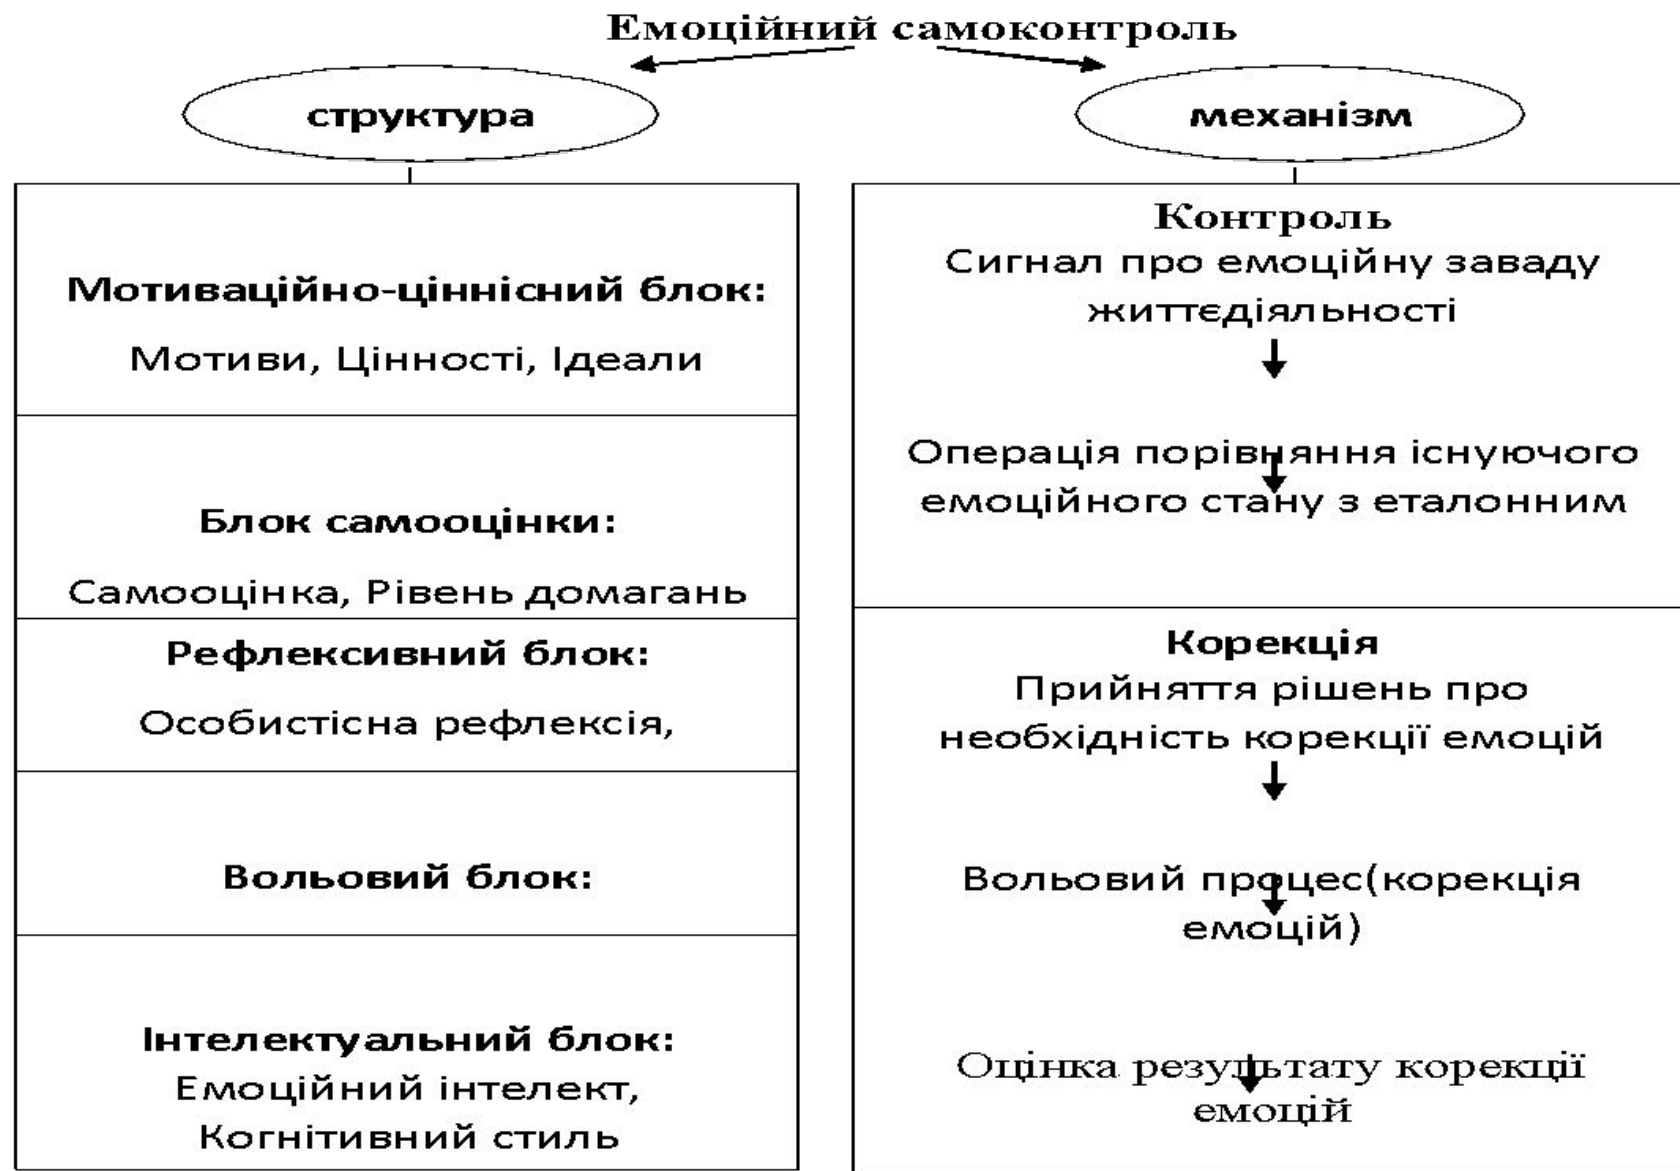 Емоційний самоконтроль
структура
механізм
Мотиваційно-ціннісний блок:
Мотиви, Цінності, Ідеали
Блок самооцінки:
Самооцінка, Рівень домагань
Рефлексивний блок:
Особистісна рефлексія,
Вольовий блок:
Інтелектуальний блок:
Емоційний інтелект,
Когнітивний стиль
Контроль
Сигнал про емоційну заваду
життєдіяльності
Операція порівняння існуючого
емоційного стану з еталонним
Корекція
Прийняття рішень про
необхідність корекції емоцій
Вольовий процес(корекція
емоцій)
Оцінка результату корекції
емоцій